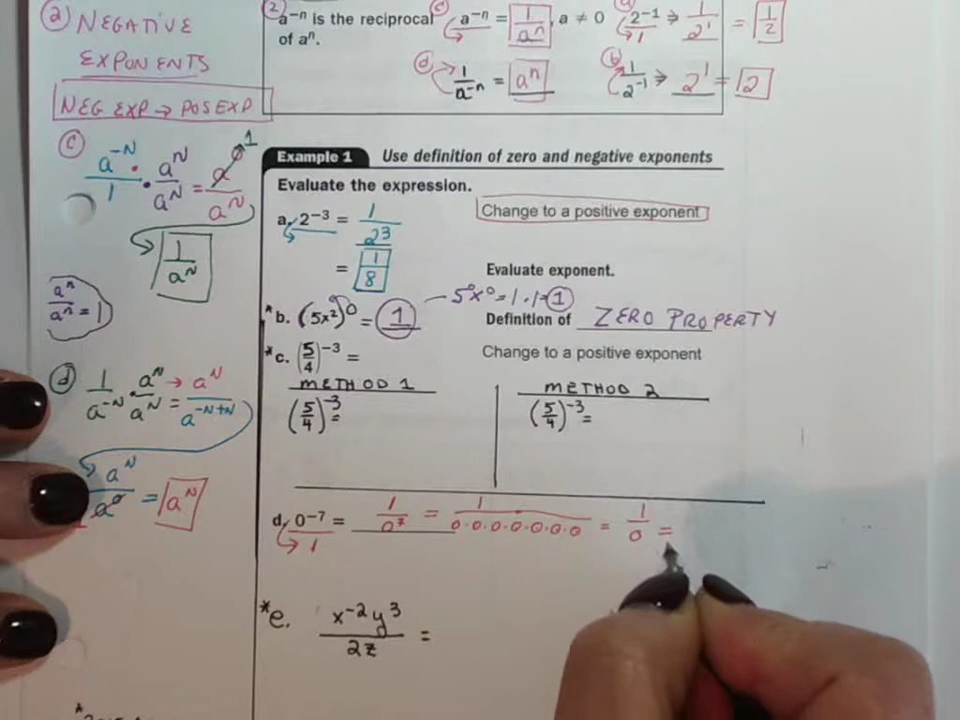 ② NEGATIVE
EXPONENTS
NEG EXP → POS EXP
② a⁻ⁿ is the reciprocal
of aⁿ.
ⓒ a⁻ⁿ = 1/aⁿ, a ≠ 0
ⓐ 2⁻¹ ⇒ 1/2¹ = 1/2
1
ⓓ 1/a⁻ⁿ = aⁿ
ⓑ 1/2⁻¹ ⇒ 2¹ = 2
ⓒ a⁻ᴺ/1 · aᴺ/aᴺ = a⁰/aᴺ
1
1/aᴺ
aⁿ/aⁿ = 1
ⓓ 1/a⁻ᴺ · aᴺ/aᴺ → = aᴺ/a⁻ᴺ⁺ᴺ
aᴺ/a⁰ = aᴺ
Example 1 Use definition of zero and negative exponents
Evaluate the expression.
a. 2⁻³ = 1/2³
Change to a positive exponent
= 1/8
Evaluate exponent.
*b. (5x²)⁰ = 1
5⁰x⁰ = 1·1 = 1
Definition of ZERO PROPERTY
*c. (5/4)⁻³ =
Change to a positive exponent
METHOD 1
METHOD 2
(5/4)⁻³ =
(5/4)⁻³ =
d. 0⁻⁷ = 1/0⁷ = 1/0·0·0·0·0·0·0 = 1/0 =
1
*e. x⁻²y³/2z =